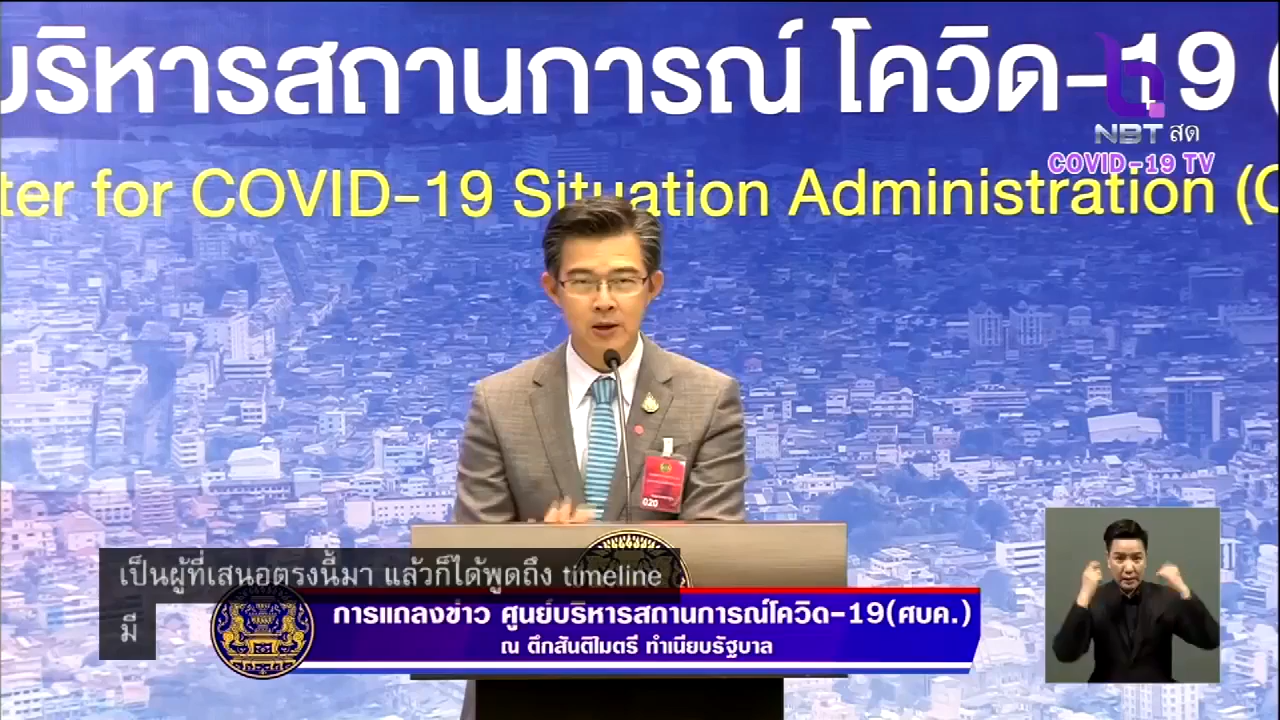 บริหารสถานการณ์ โควิด-19 (
NBT สด
COVID-19 TV
ter for COVID-19 Situation Administration (C
020
เป็นผู้ที่เสนอตรงนี้มา แล้วก็ได้พูดถึง timeline
มี
การแถลงข่าว ศูนย์บริหารสถานการณ์โควิด-19(ศบค.)
ณ ตึกสันติไมตรี ทำเนียบรัฐบาล